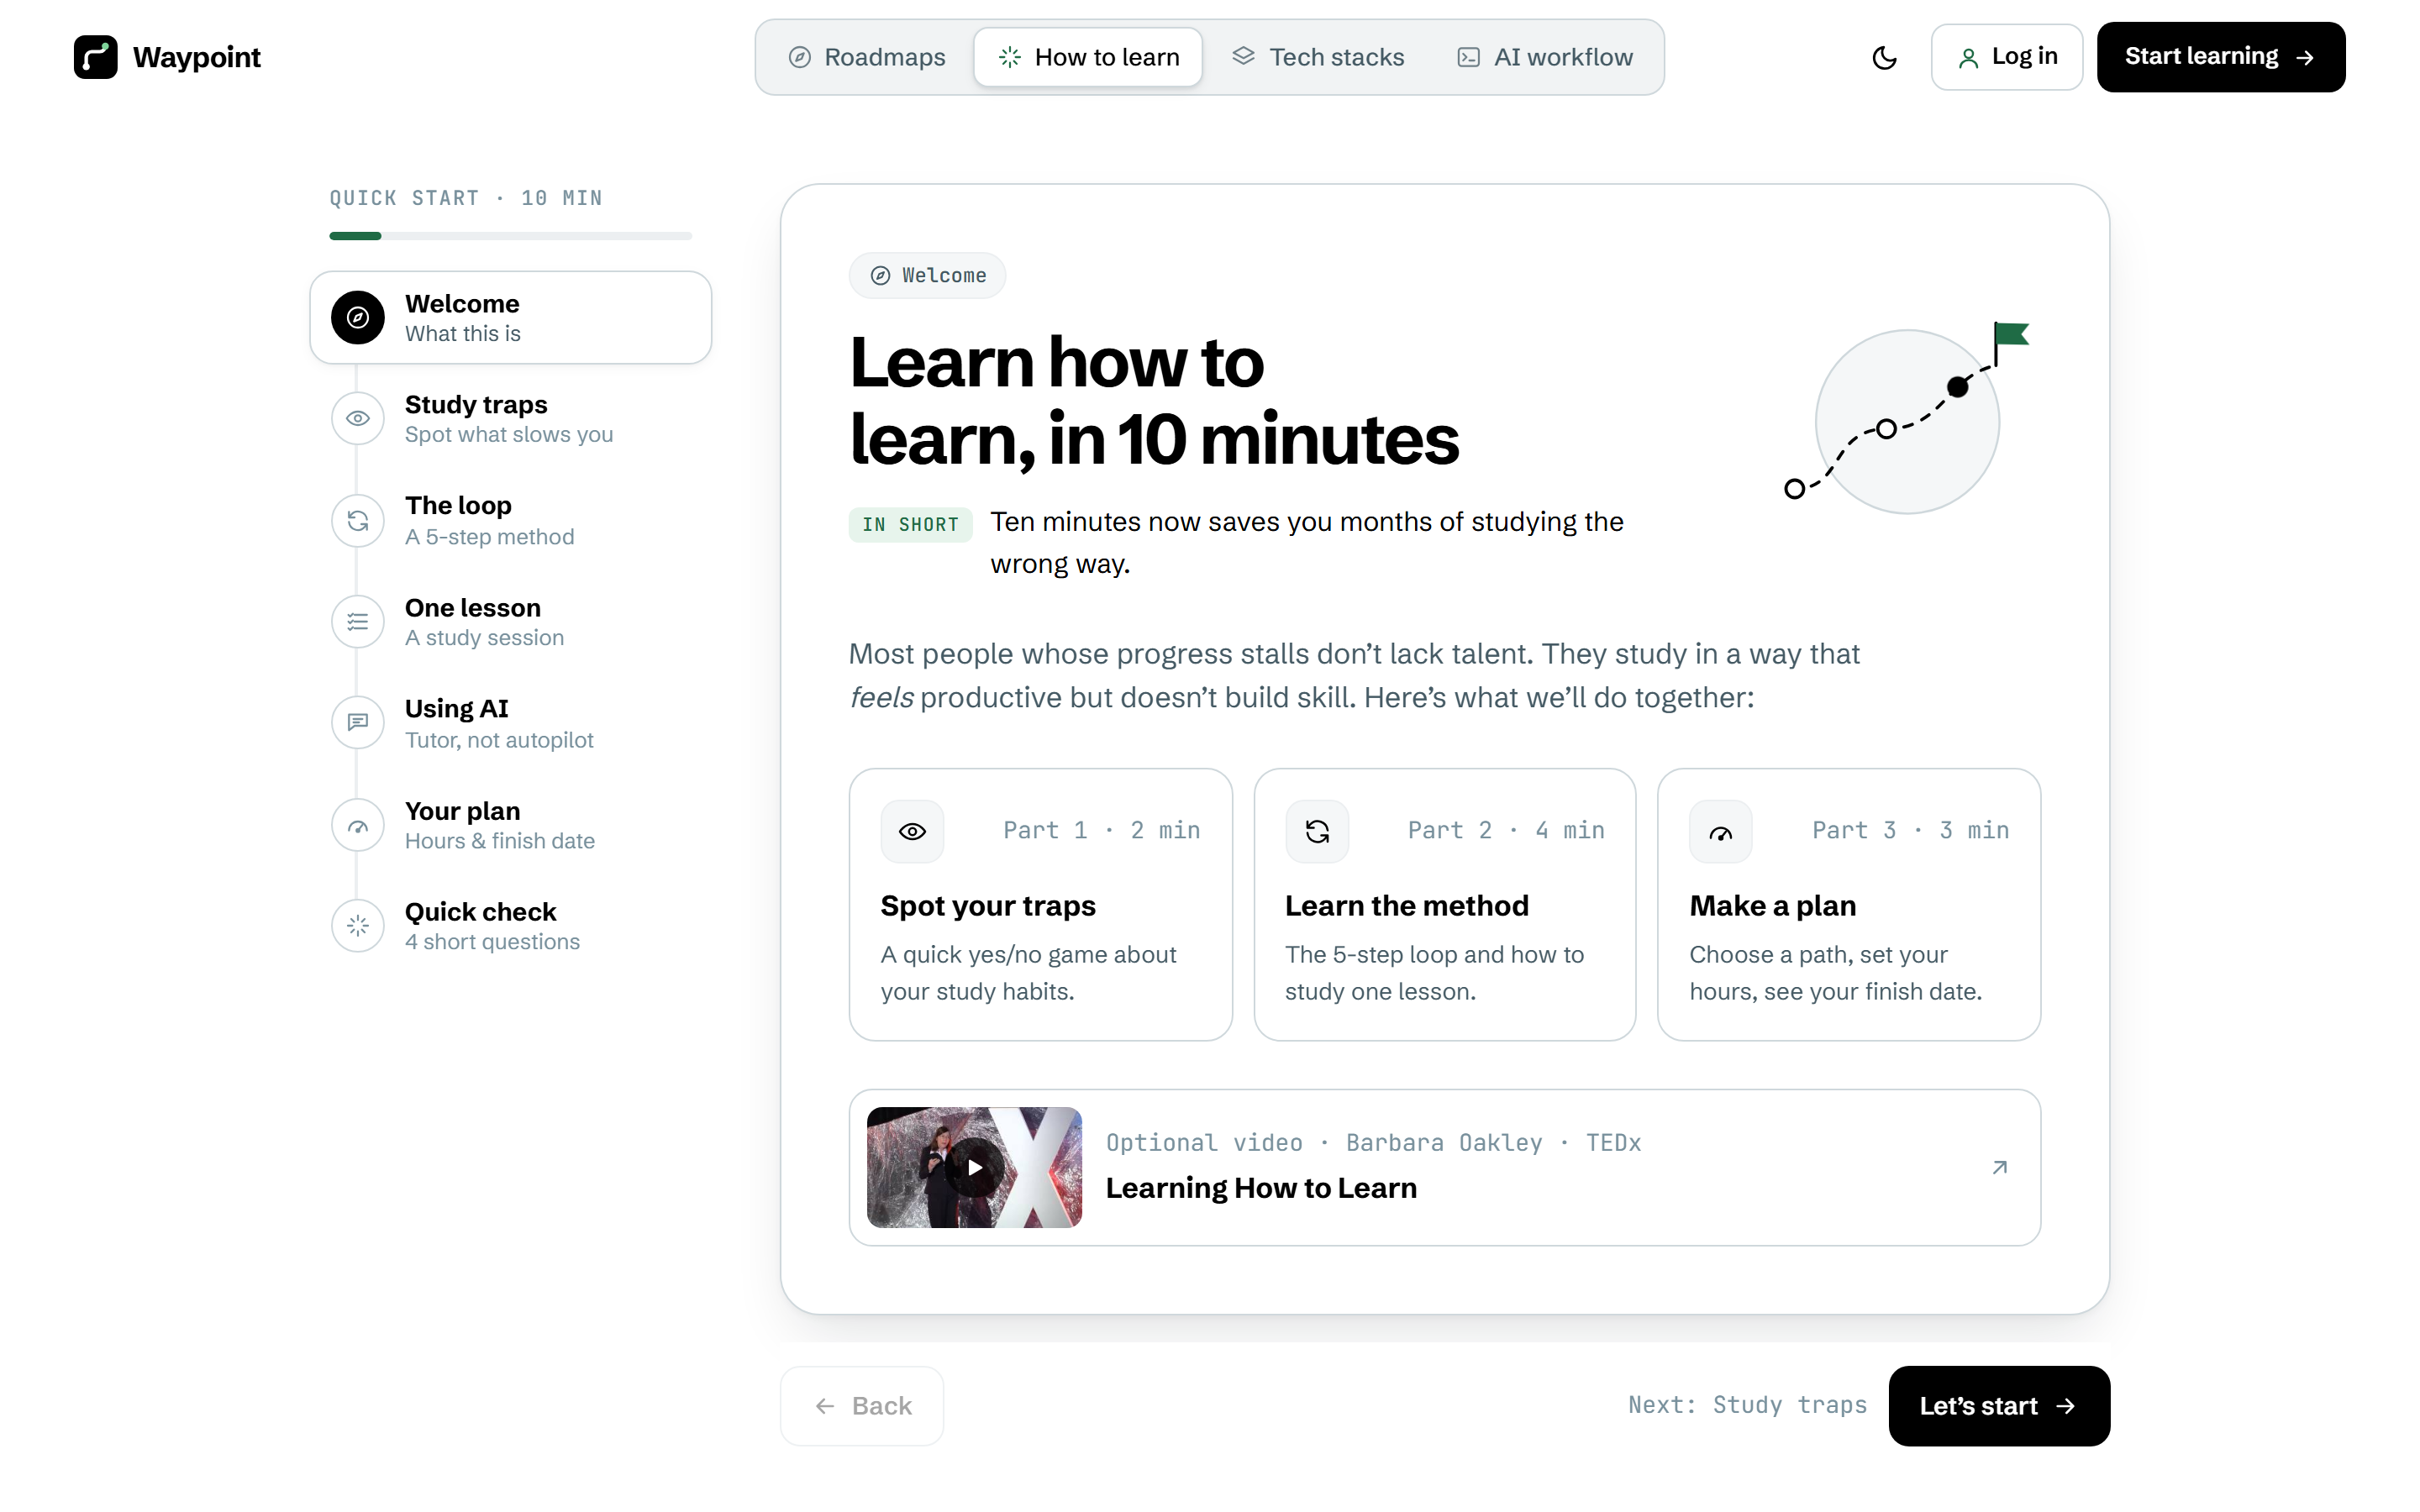 Waypoint
Roadmaps
How to learn
Tech stacks
AI workflow
Log in
Start learning
QUICK START · 10 MIN
Welcome
What this is
Study traps
Spot what slows you
The loop
A 5-step method
One lesson
A study session
Using AI
Tutor, not autopilot
Your plan
Hours & finish date
Quick check
4 short questions
Welcome
Learn how to
learn, in 10 minutes
IN SHORT
Ten minutes now saves you months of studying the
wrong way.
Most people whose progress stalls don’t lack talent. They study in a way that
feels productive but doesn’t build skill. Here’s what we’ll do together:
Part 1 · 2 min
Spot your traps
A quick yes/no game about
your study habits.
Part 2 · 4 min
Learn the method
The 5-step loop and how to
study one lesson.
Part 3 · 3 min
Make a plan
Choose a path, set your
hours, see your finish date.
X
Optional video · Barbara Oakley · TEDx
Learning How to Learn
Back
Next: Study traps
Let’s start